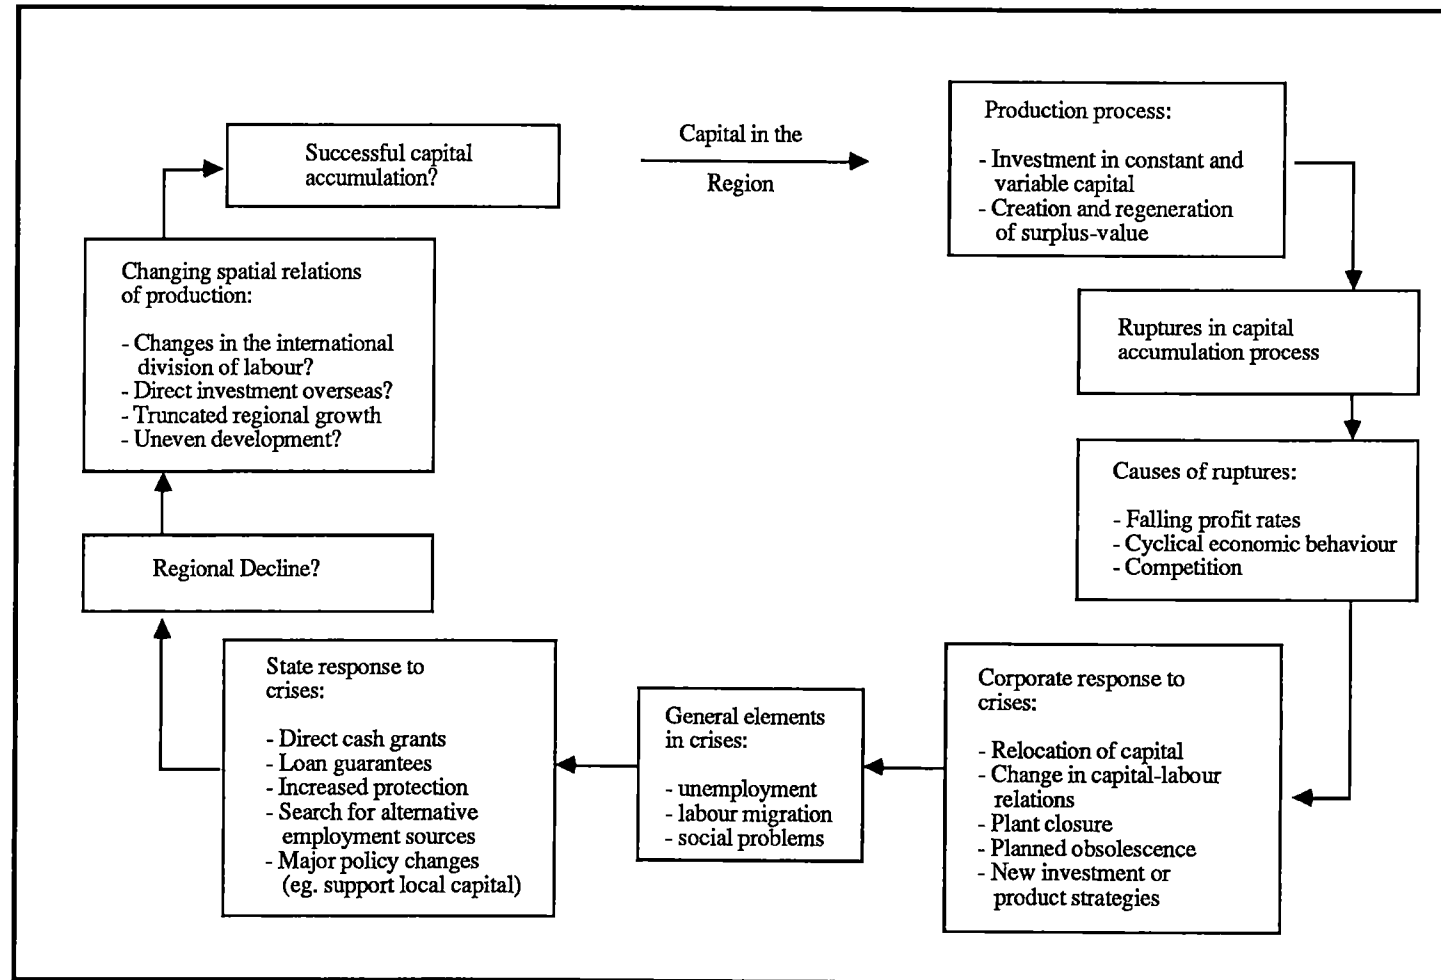 Successful capital
accumulation?
Capital in the
Region
Production process:
- Investment in constant and
variable capital
- Creation and regeneration
of surplus-value
Ruptures in capital
accumulation process
Causes of ruptures:
- Falling profit rates
- Cyclical economic behaviour
- Competition
Corporate response to
crises:
- Relocation of capital
- Change in capital-labour
relations
- Plant closure
- Planned obsolescence
- New investment or
product strategies
General elements
in crises:
- unemployment
- labour migration
- social problems
State response to
crises:
- Direct cash grants
- Loan guarantees
- Increased protection
- Search for alternative
employment sources
- Major policy changes
(eg. support local capital)
Regional Decline?
Changing spatial relations
of production:
- Changes in the international
division of labour?
- Direct investment overseas?
- Truncated regional growth
- Uneven development?